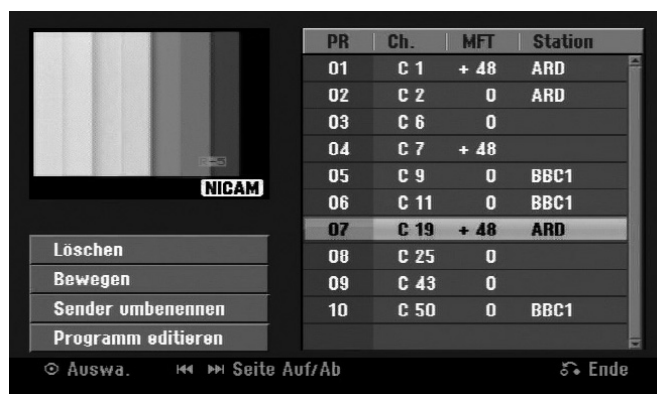 PR Ch. MFT Station
01 C 1 + 48 ARD
02 C 2 0 ARD
03 C 6 0
04 C 7 + 48
05 C 9 0 BBC1
06 C 11 0 BBC1
07 C 19 + 48 ARD
08 C 25 0
09 C 43 0
10 C 50 0 BBC1
NICAM
Löschen
Bewegen
Sender umbenennen
Programm editieren
Auswa. Seite Auf/Ab Ende